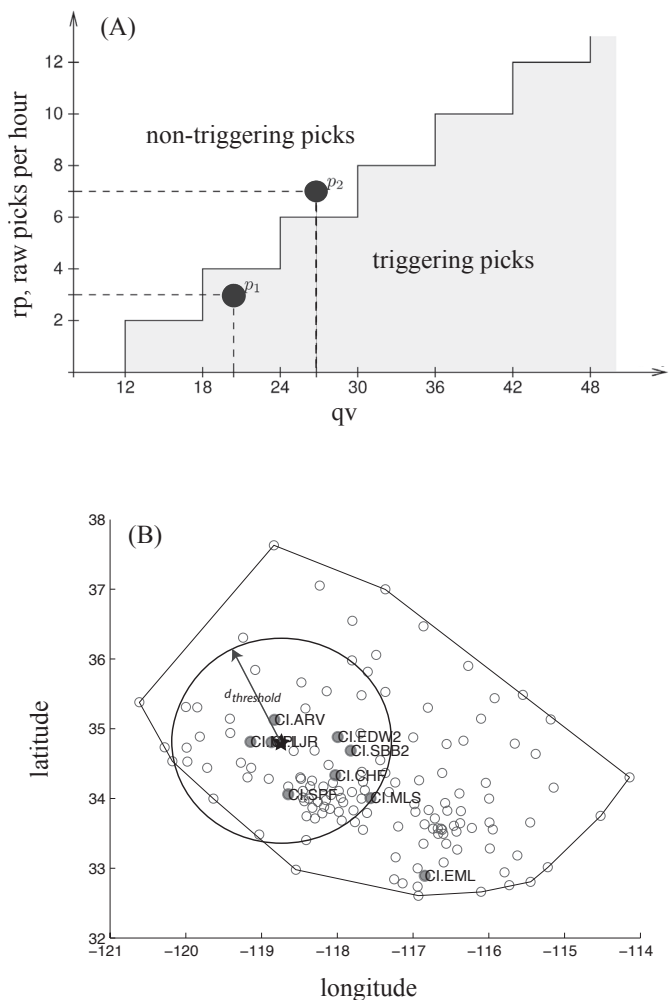 (A)
12
10
8
6
4
2
rp, raw picks per hour
non-triggering picks
p2
triggering picks
p1
12 18 24 30 36 42 48
qv
(B)
38
37
36
35
34
33
32
latitude
dthreshold
CI.ARV
CI.EDW2
LJR
CI.SBB2
CI.CHF
CI.SPF
CI.MLS
CI.EML
−121 −120 −119 −118 −117 −116 −115 −114
longitude